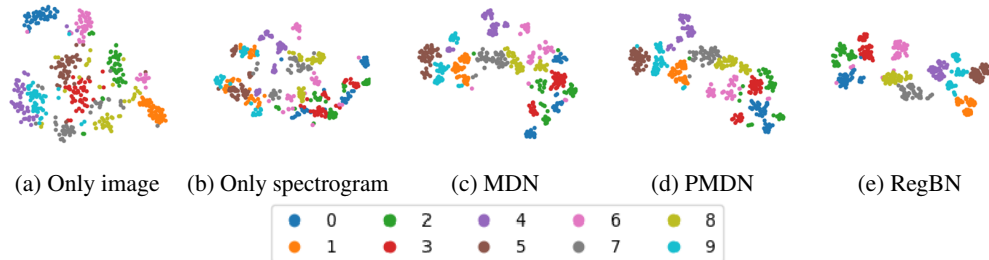 (a) Only image (b) Only spectrogram (c) MDN (d) PMDN (e) RegBN
0 2 4 6 8
1 3 5 7 9